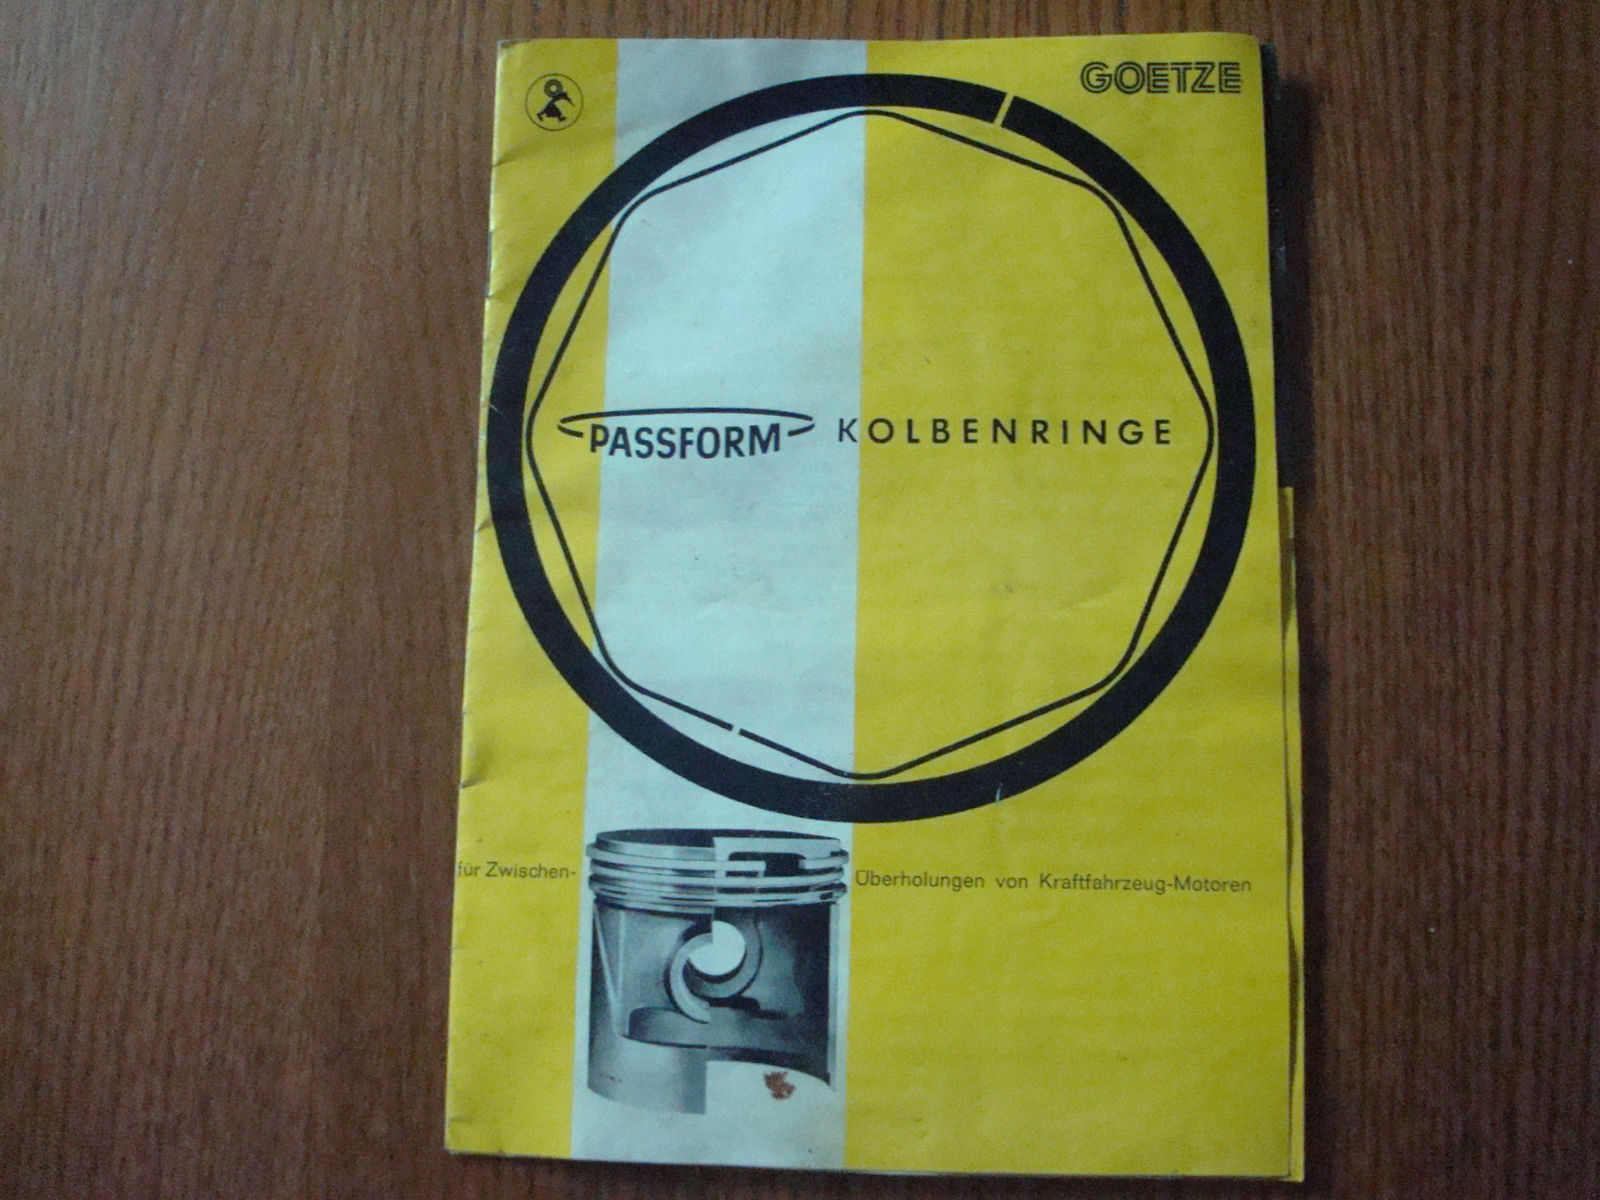 GOETZE
PASSFORM KOLBENRINGE
für Zwischen- Überholungen von Kraftfahrzeug-Motoren